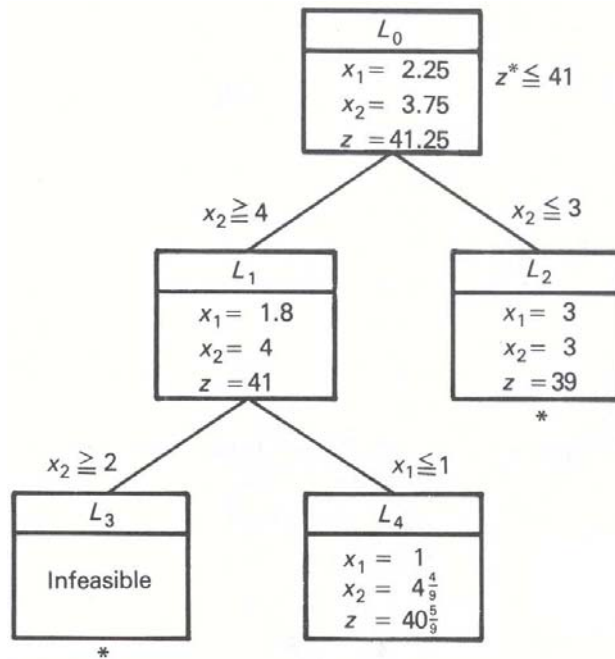 L₀
x₁ = 2.25
x₂ = 3.75
z = 41.25
z* ≦ 41
x₂ ≧ 4
x₂ ≦ 3
L₁
x₁ = 1.8
x₂ = 4
z = 41
L₂
x₁ = 3
x₂ = 3
z = 39
*
x₂ ≧ 2
x₁ ≦ 1
L₃
Infeasible
*
L₄
x₁ = 1
x₂ = 4 4/9
z = 40 5/9